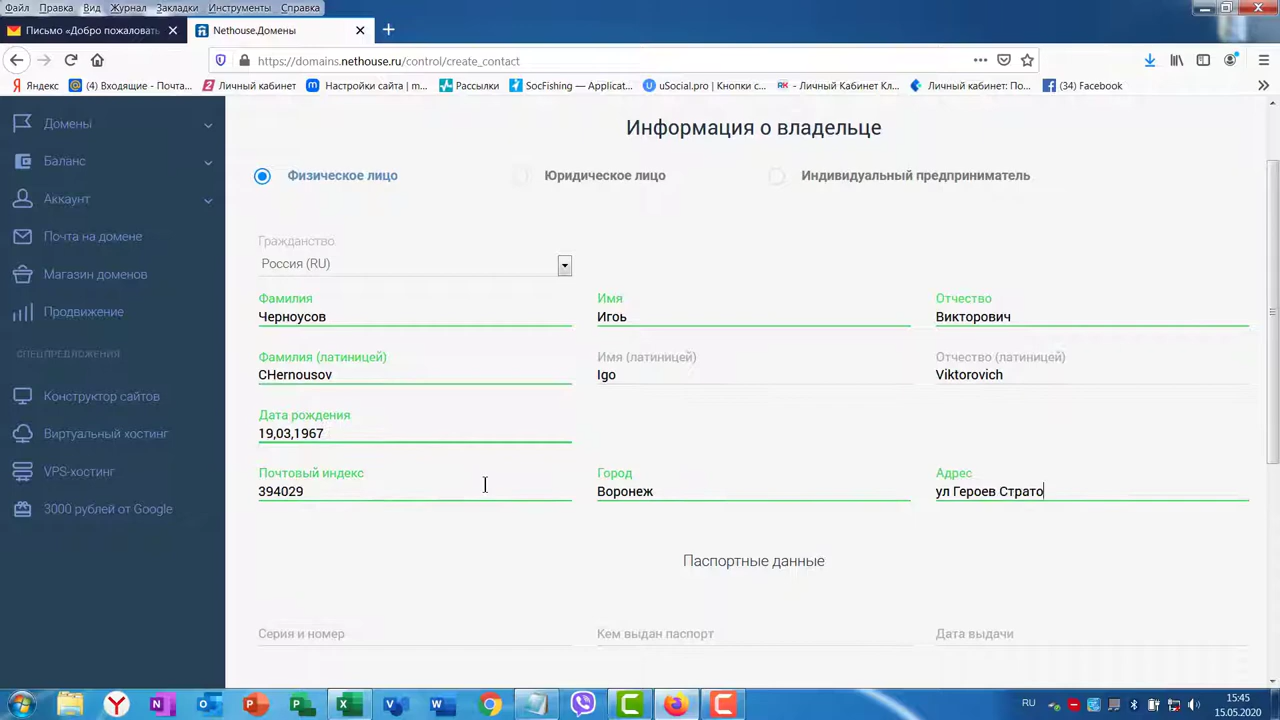 Файл Правка Вид Журнал Закладки Инструменты Справка
Письмо «Добро пожаловать
Nethouse.Домены
https://domains.nethouse.ru/control/create_contact
Яндекс (4) Входящие - Почта... Личный кабинет Настройки сайта | m... Рассылки SocFishing — Applicat... uSocial.pro | Кнопки с... - Личный Кабинет Кл... Личный кабинет: По... (34) Facebook
Домены
Баланс
Аккаунт
Почта на домене
Магазин доменов
Продвижение
СПЕЦПРЕДЛОЖЕНИЯ
Конструктор сайтов
Виртуальный хостинг
VPS-хостинг
3000 рублей от Google
Информация о владельце
Физическое лицо Юридическое лицо Индивидуальный предприниматель
Гражданство
Россия (RU)
Фамилия Имя Отчество
Черноусов Игоь Викторович
Фамилия (латиницей) Имя (латиницей) Отчество (латиницей)
CHernousov Igo Viktorovich
Дата рождения
19,03,1967
Почтовый индекс Город Адрес
394029 Воронеж ул Героев Страто
Паспортные данные
Серия и номер Кем выдан паспорт Дата выдачи
RU
15:45
15.05.2020